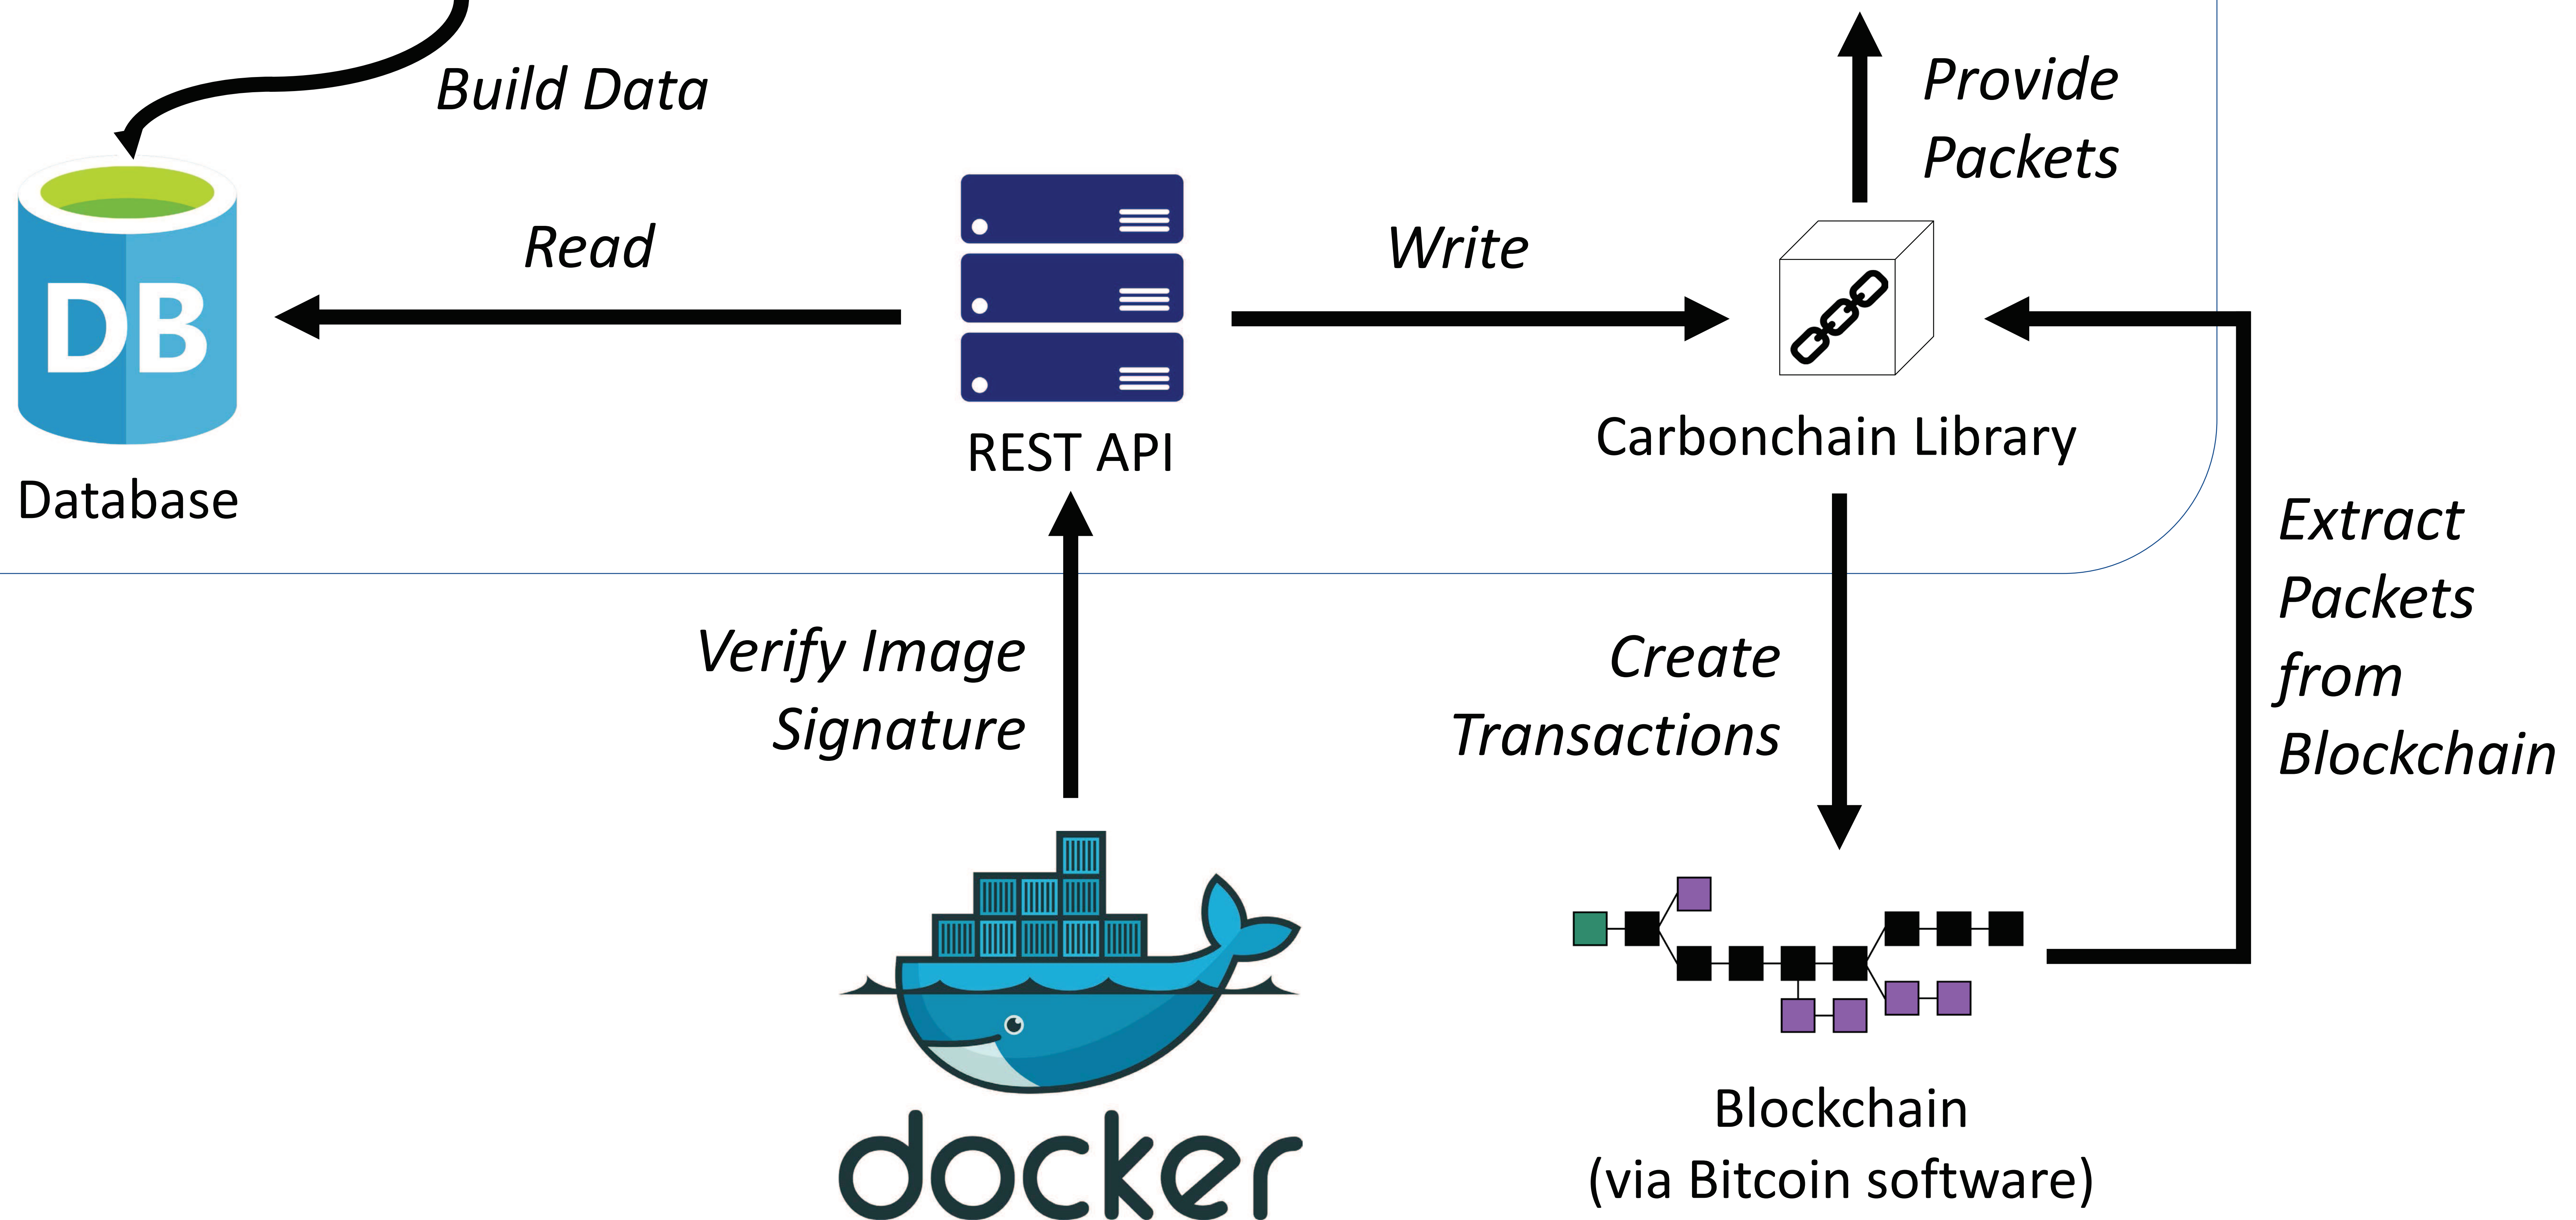 Build Data
Provide
Packets
Read
Write
DB
Database
REST API
Carbonchain Library
Verify Image
Signature
Create
Transactions
Extract
Packets
from
Blockchain
docker
Blockchain
(via Bitcoin software)